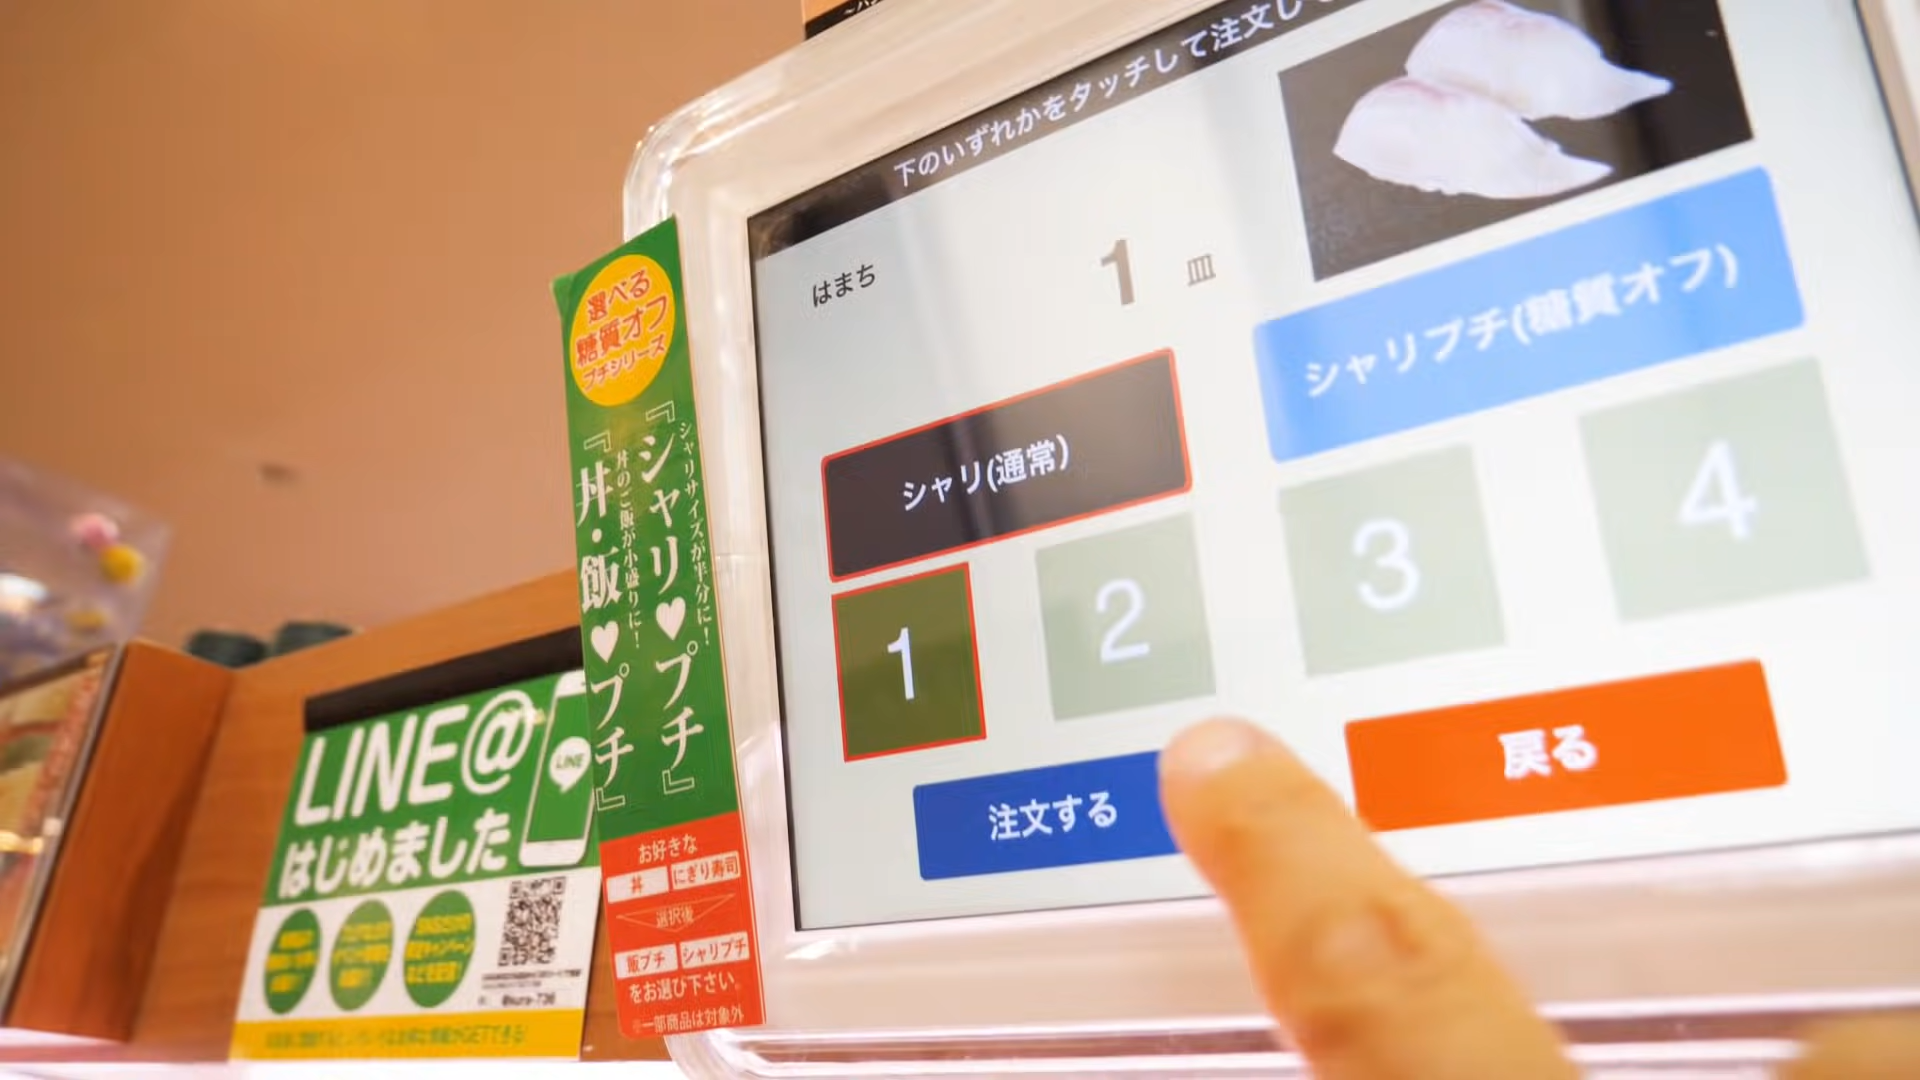 下のいずれかをタッチして注文して
はまち
1 皿
シャリ(通常)
シャリプチ(糖質オフ)
1
2
3
4
注文する
戻る
選べる
糖質オフ
プチシリーズ
シャリサイズが半分に!
『シャリ♥プチ』
丼のご飯が小盛りに!
『丼・飯♥プチ』
お好きな
丼 にぎり寿司
選択後
飯プチ シャリプチ
をお選び下さい。
※一部商品は対象外
LINE@
LINE
はじめました